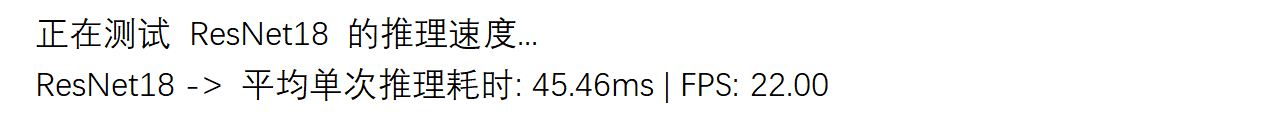 正在测试 ResNet18 的推理速度...
ResNet18 -> 平均单次推理耗时: 45.46ms | FPS: 22.00